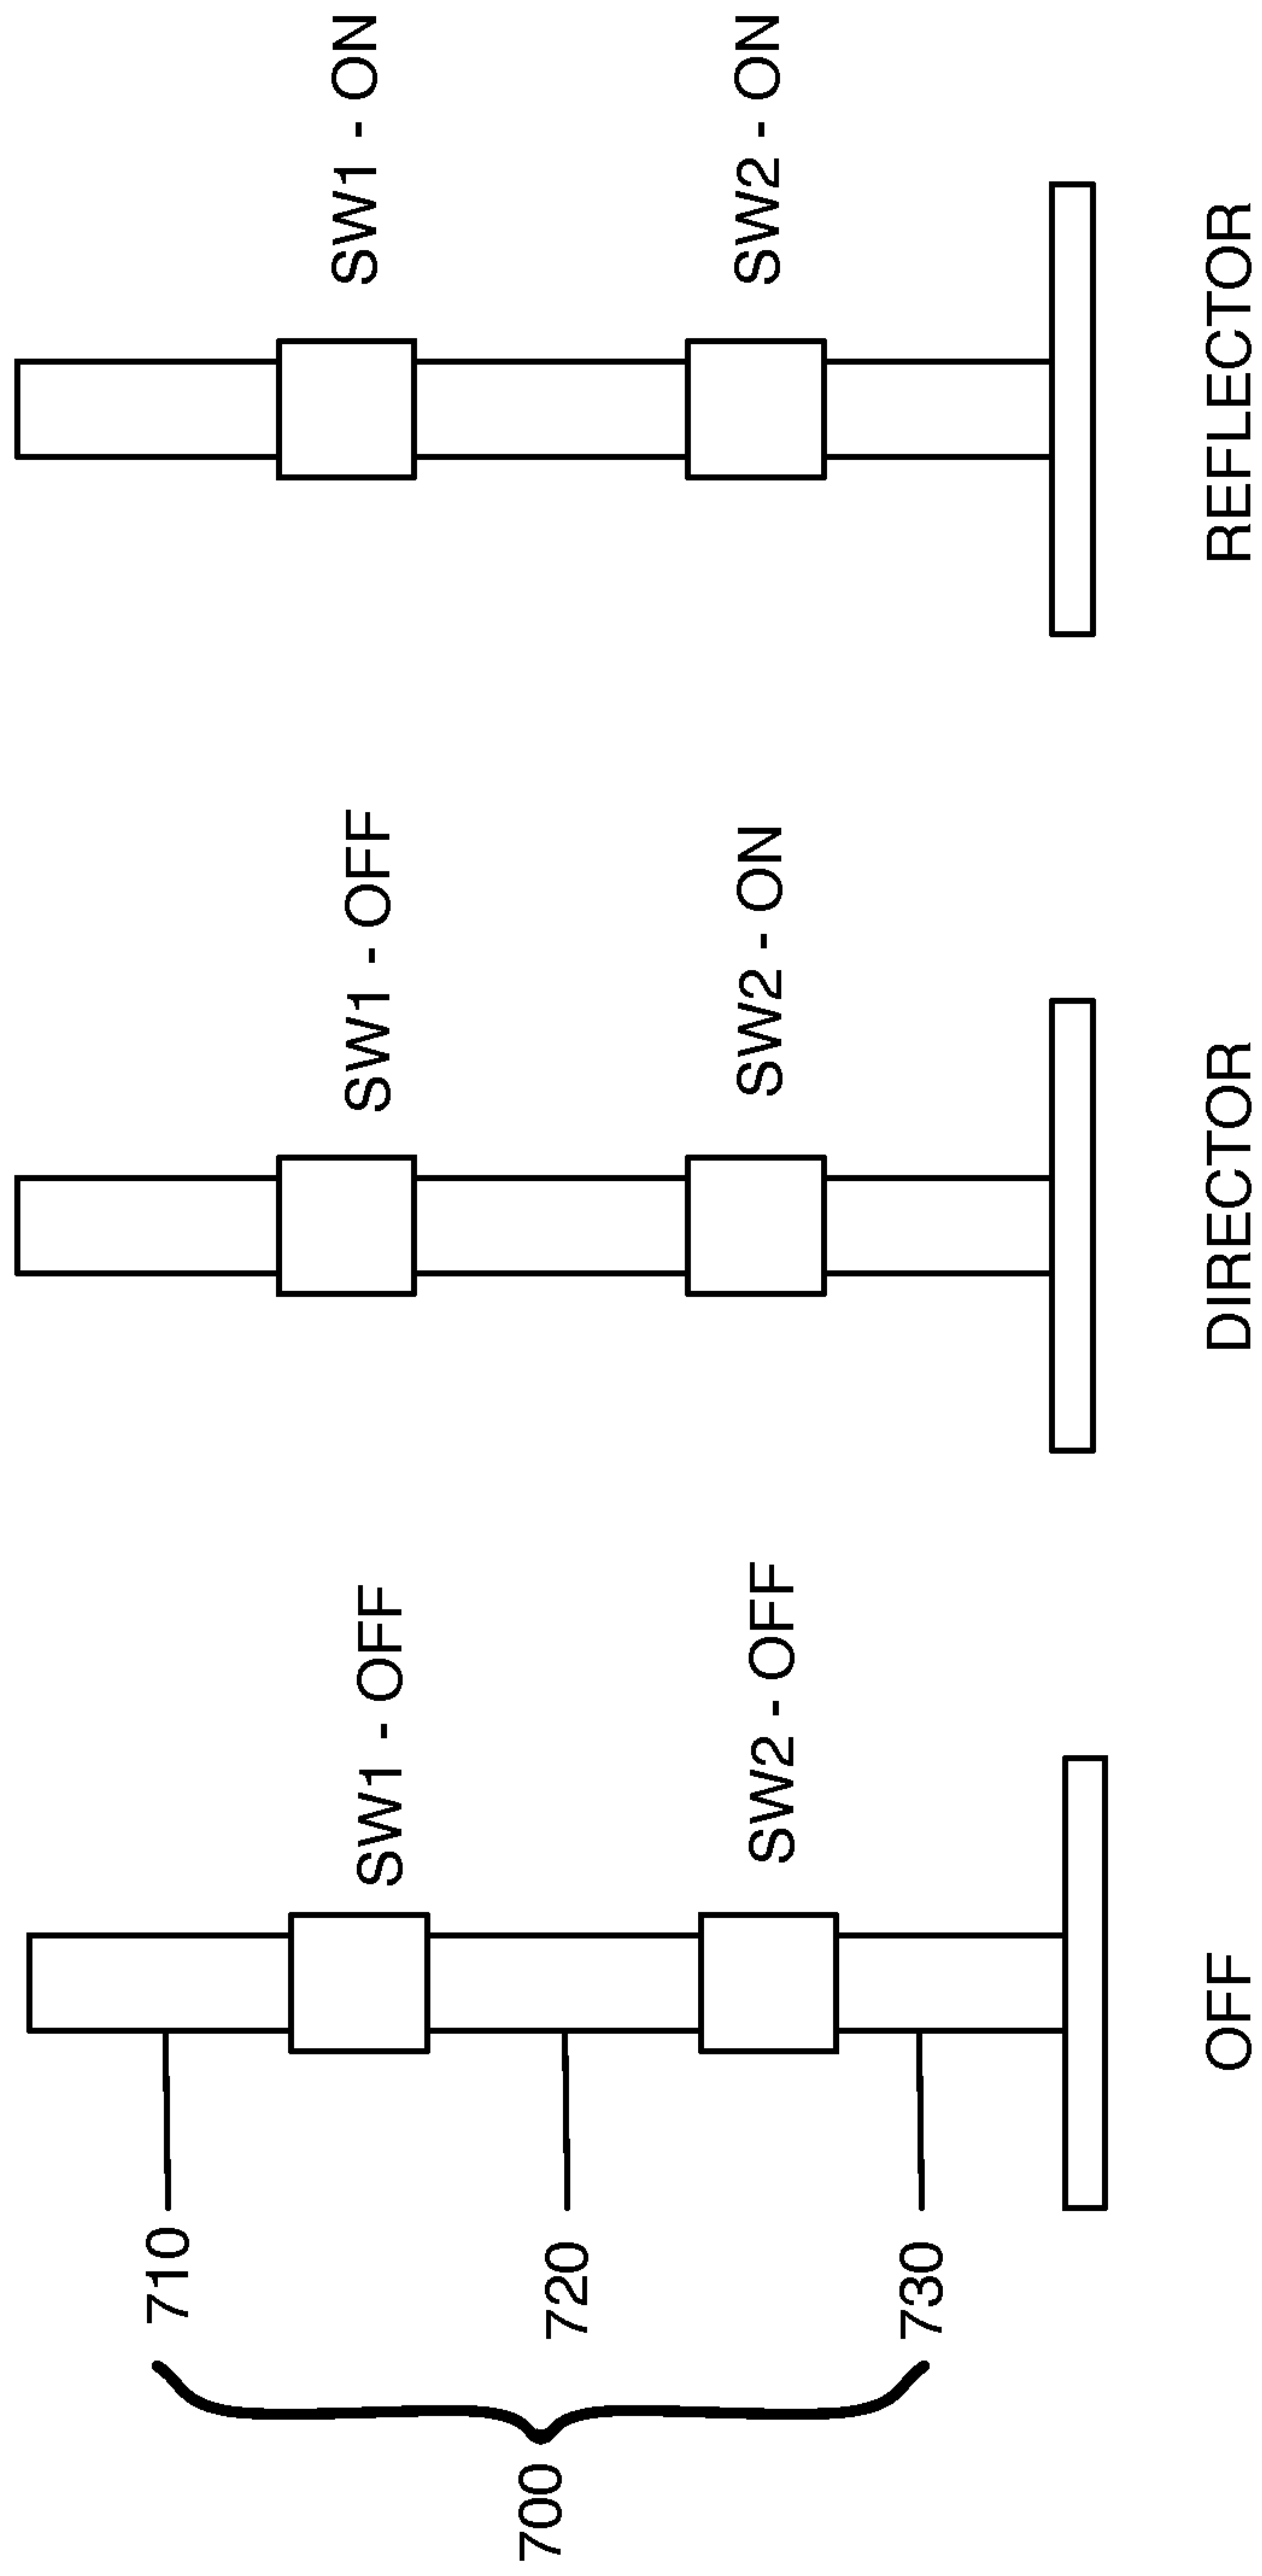 700
710
720
730
SW1 - OFF
SW2 - OFF
OFF
SW1 - OFF
SW2 - ON
DIRECTOR
SW1 - ON
SW2 - ON
REFLECTOR